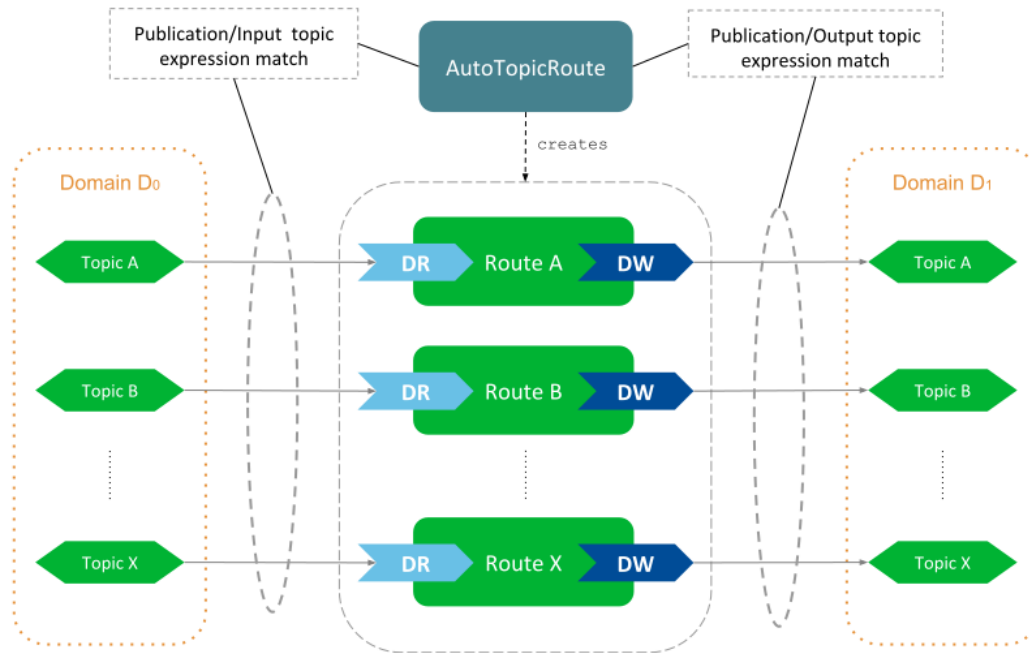 Publication/Input topic
expression match
AutoTopicRoute
Publication/Output topic
expression match
creates
Domain D0
Domain D1
Topic A
DR
Route A
DW
Topic A
Topic B
DR
Route B
DW
Topic B
Topic X
DR
Route X
DW
Topic X